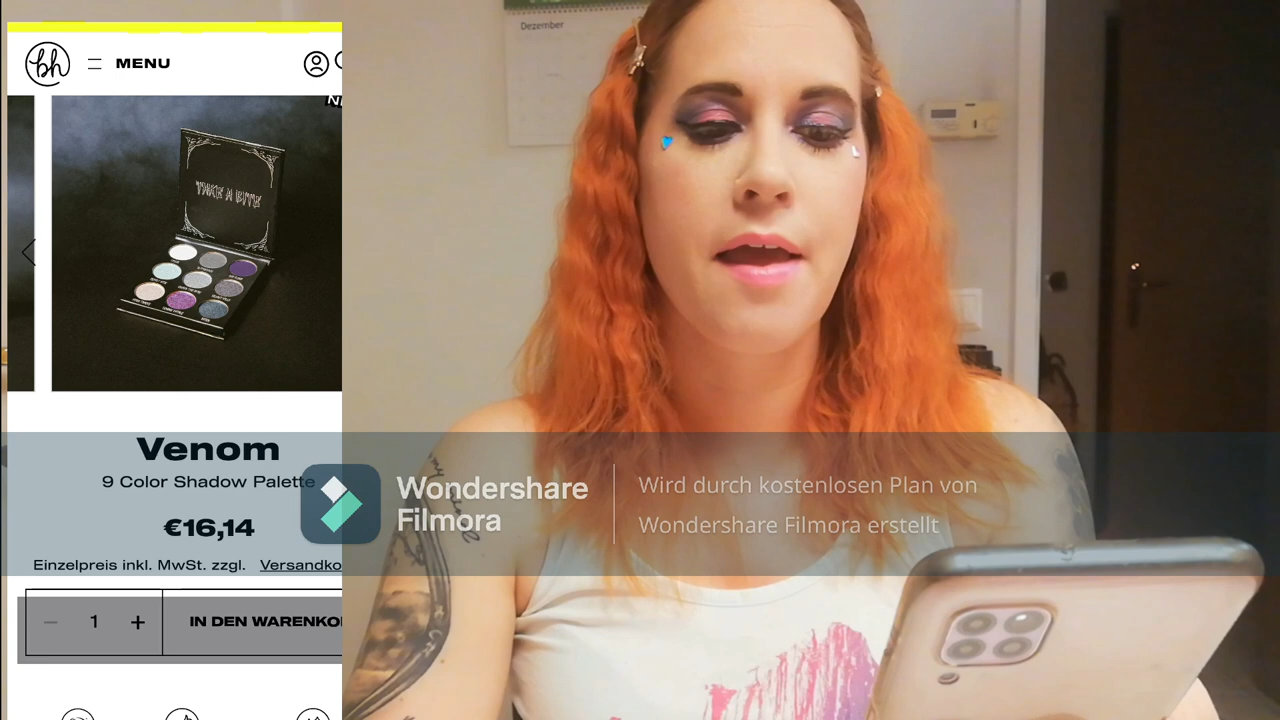 Dezember
bh
MENU
TAKE A BITE
Venom
9 Color Shadow Palette
€16,14
Einzelpreis inkl. MwSt. zzgl. Versandko
− 1 + IN DEN WARENKO
Wondershare
Filmora
Wird durch kostenlosen Plan von
Wondershare Filmora erstellt